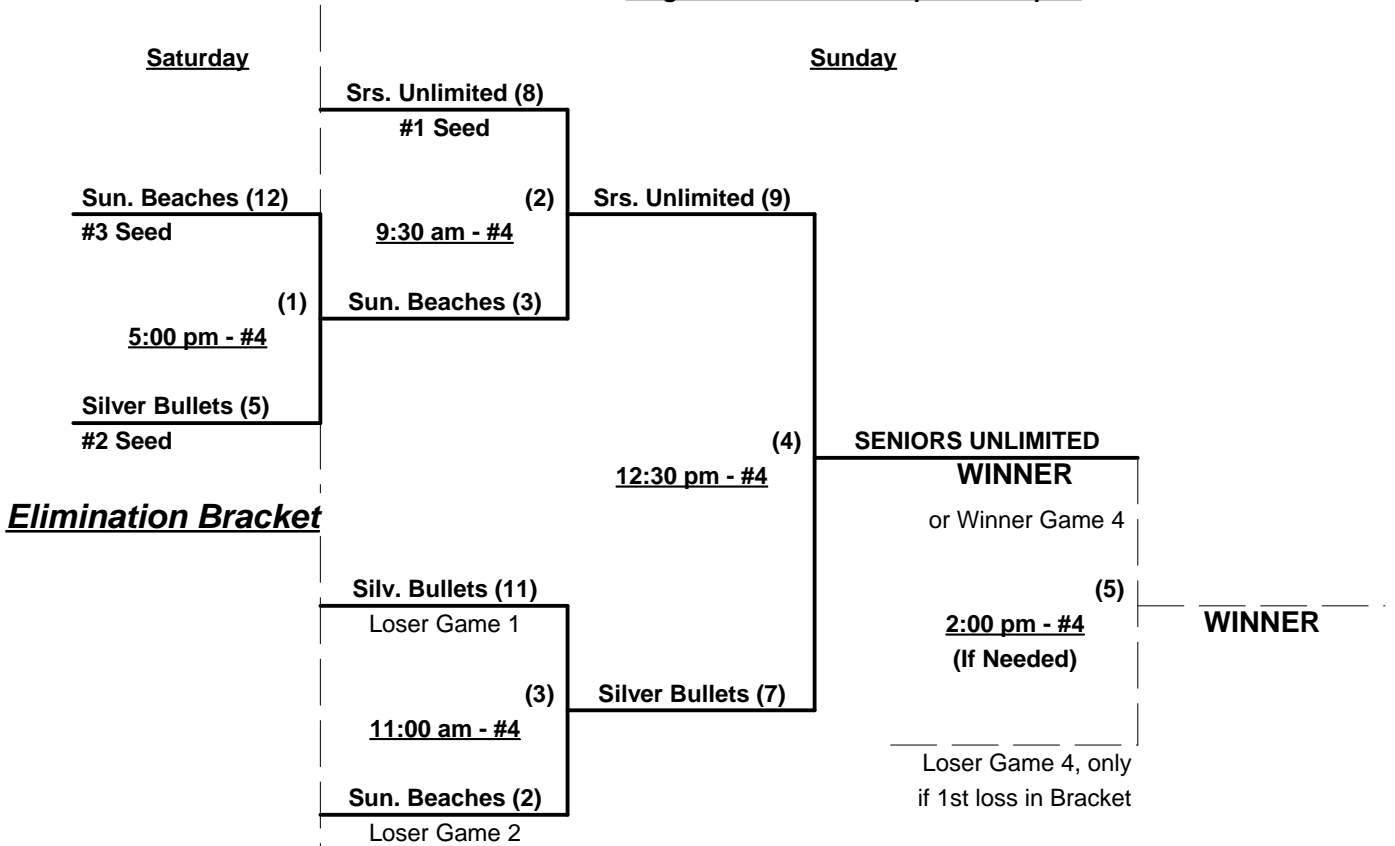 Saturday
Sunday
Srs. Unlimited (8)
#1 Seed
Sun. Beaches (12)
(2)
Srs. Unlimited (9)
#3 Seed
9:30 am - #4
(1)
Sun. Beaches (3)
5:00 pm - #4
Silver Bullets (5)
#2 Seed
(4)
SENIORS UNLIMITED
12:30 pm - #4
WINNER
Elimination Bracket
or Winner Game 4
Silv. Bullets (11)
(5)
Loser Game 1
2:00 pm - #4
WINNER
(If Needed)
(3)
Silver Bullets (7)
11:00 am - #4
Loser Game 4, only
if 1st loss in Bracket
Sun. Beaches (2)
Loser Game 2